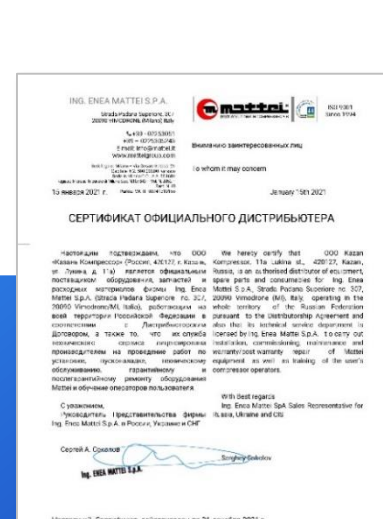 ING. ENEA MATTEI S.P.A.
Strada Padana Superiore, 307
20090 VIMODRONE (Milano) Italy
E mail: info@mattei.it
www.matteigroup.com
mattei
ISO 9001
since 1994
Вниманию заинтересованных лиц
To whom it may concern
15 января 2021 г.
January 15th 2021
СЕРТИФИКАТ ОФИЦИАЛЬНОГО ДИСТРИБЬЮТЕРА
Настоящим подтверждаем, что ООО
«Казань Компрессор» (Россия, 420127, г. Казань,
ул. Лукина, д. 11а) является официальным
поставщиком оборудования, запчастей и
расходных материалов фирмы Ing. Enea
Mattei S.p.A. (Strada Padana Superiore no. 307,
20090 Vimodrone(MI), Italia), работающим на
всей территории Российской Федерации в
соответствии с Дистрибьюторским
Договором, а также то, что их служба
технического сервиса лицензирована
производителем на проведение работ по
установке, пусконаладке, техническому
обслуживанию, гарантийному и
послегарантийному ремонту оборудования
Mattei и обучение операторов пользователя.
We hereby certify that ООО Kazan
Kompressor, 11a Lukina st., 420127, Kazan,
Russia, is an authorised distributor of equipment,
spare parts and consumables for Ing. Enea
Mattei S.p.A., Strada Padana Superiore no. 307,
20090 Vimodrone (MI), Italy, operating in the
whole territory of the Russian Federation
pursuant to the Distributorship Agreement and
also that its technical service department is
licensed by Ing. Enea Mattei S.p.A. to carry out
installation, commissioning, maintenance and
warranty/post warranty repair of Mattei
equipment as well as training of the user's
compressor operators.
С уважением,
Руководитель Представительства фирмы
Ing. Enea Mattei S.p.A. в России, Украине и СНГ
With Best regards
Ing. Enea Mattei SpA Sales Representative for
Russia, Ukraine and CIS
Сергей А. Соколов
Serghey Sokolov
Ing. ENEA MATTEI S.p.A.